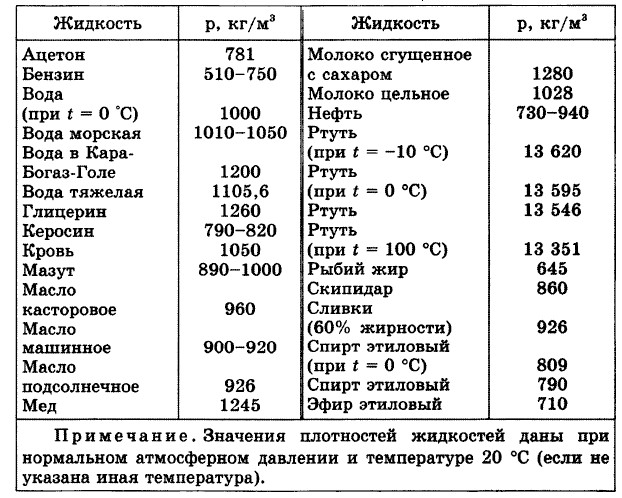 Жидкость ρ, кг/м³ Жидкость ρ, кг/м³
Ацетон 781 Молоко сгущенное
Бензин 510–750 с сахаром 1280
Вода Молоко цельное 1028
(при t = 0 °C) 1000 Нефть 730–940
Вода морская 1010–1050 Ртуть
Вода в Кара- (при t = –10 °C) 13 620
Богаз-Голе 1200 Ртуть
Вода тяжелая 1105,6 (при t = 0 °C) 13 595
Глицерин 1260 Ртуть 13 546
Керосин 790–820 Ртуть
Кровь 1050 (при t = 100 °C) 13 351
Мазут 890–1000 Рыбий жир 645
Масло Скипидар 860
касторовое 960 Сливки
Масло (60% жирности) 926
машинное 900–920 Спирт этиловый
Масло (при t = 0 °C) 809
подсолнечное 926 Спирт этиловый 790
Мед 1245 Эфир этиловый 710
Примечание. Значения плотностей жидкостей даны при
нормальном атмосферном давлении и температуре 20 °C (если не
указана иная температура).